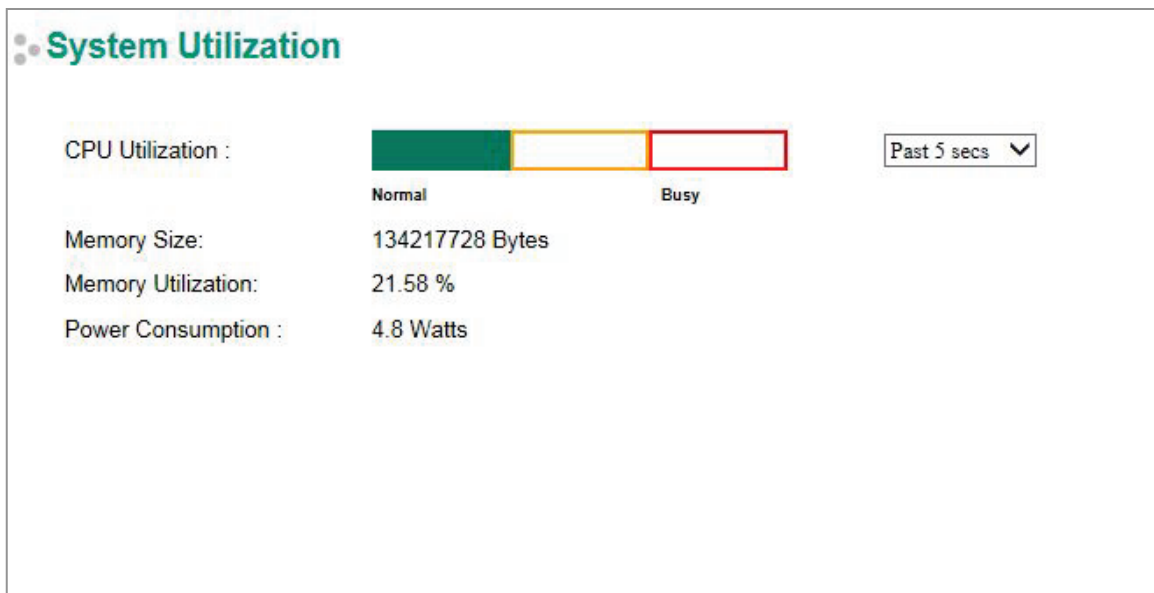 System Utilization
CPU Utilization :
Past 5 secs
Normal
Busy
Memory Size:
134217728 Bytes
Memory Utilization:
21.58 %
Power Consumption :
4.8 Watts